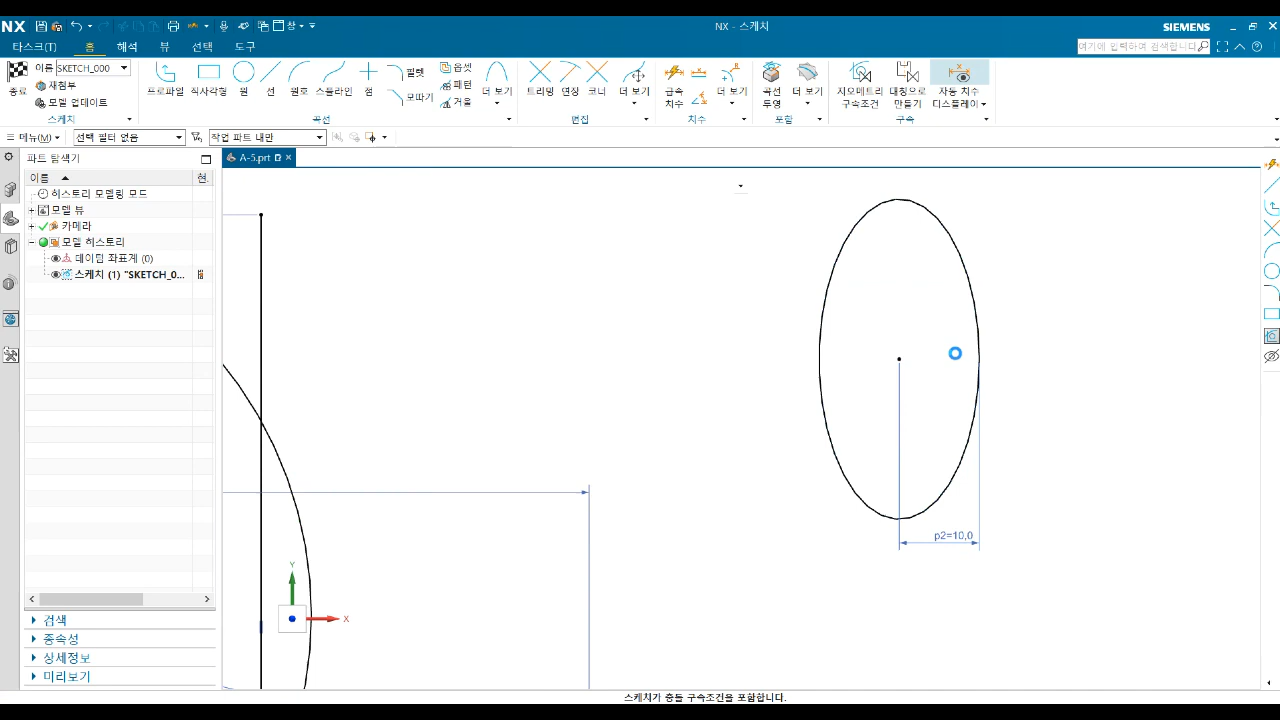 NX
창
NX - 스케치
SIEMENS
타스크(T) 홈 해석 뷰 선택 도구
여기에 입력하여 검색합니다
이름 SKETCH_000
재첨부
모델 업데이트
종료
스케치
프로파일 직사각형 원 선 원호 스플라인 점
필렛
모따기
옵셋
패턴
거울
더 보기
곡선
트리밍 연장 코너 더 보기
편집
급속
치수
더 보기
치수
곡선
투영
더 보기
포함
지오메트리
구속조건
대칭으로
만들기
자동 치수
디스플레이
구속
메뉴(M)
선택 필터 없음
작업 파트 내만
파트 탐색기
A-5.prt
이름
현.
히스토리 모델링 모드
모델 뷰
카메라
모델 히스토리
데이텀 좌표계 (0)
스케치 (1) "SKETCH_0...
p2=10,0
Y
X
검색
종속성
상세정보
미리보기
스케치가 충돌 구속조건을 포함합니다.